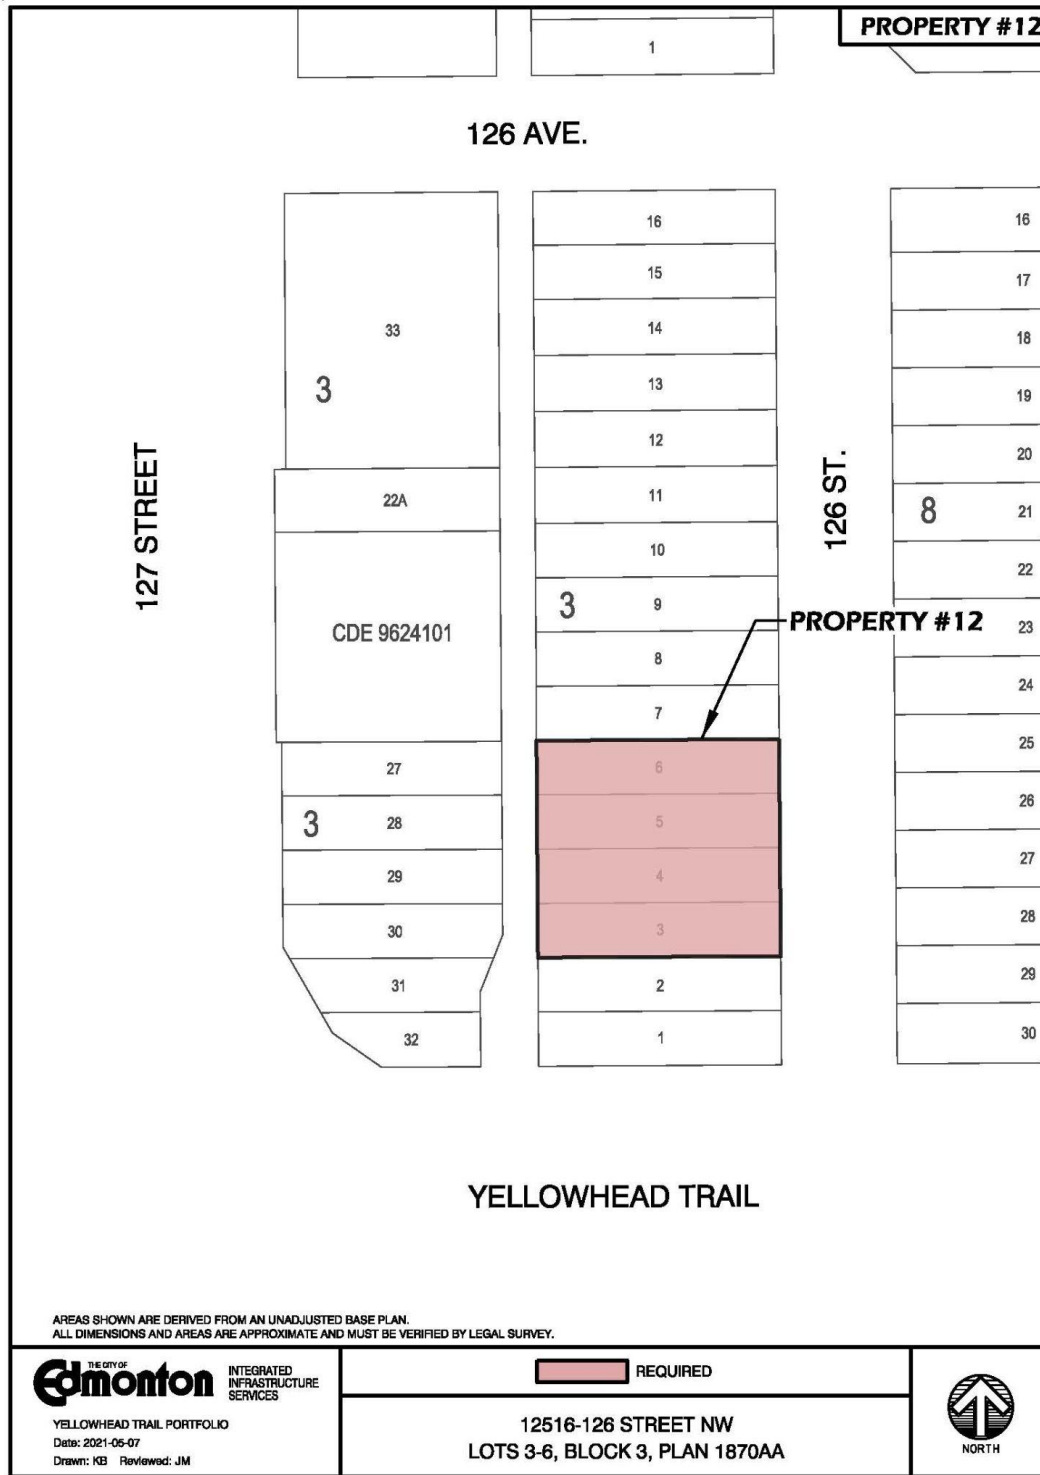 PROPERTY #12
1
126 AVE.
16
15
14
13
12
11
10
3
9
8
7
6
5
4
3
2
1
33
3
22A
CDE 9624101
27
3
28
29
30
31
32
127 STREET
126 ST.
PROPERTY #12
16
17
18
19
20
8
21
22
23
24
25
26
27
28
29
30
YELLOWHEAD TRAIL
AREAS SHOWN ARE DERIVED FROM AN UNADJUSTED BASE PLAN.
ALL DIMENSIONS AND AREAS ARE APPROXIMATE AND MUST BE VERIFIED BY LEGAL SURVEY.
THE CITY OF
Edmonton
INTEGRATED
INFRASTRUCTURE
SERVICES
YELLOWHEAD TRAIL PORTFOLIO
Date: 2021-05-07
Drawn: KB Reviewed: JM
REQUIRED
12516-126 STREET NW
LOTS 3-6, BLOCK 3, PLAN 1870AA
NORTH